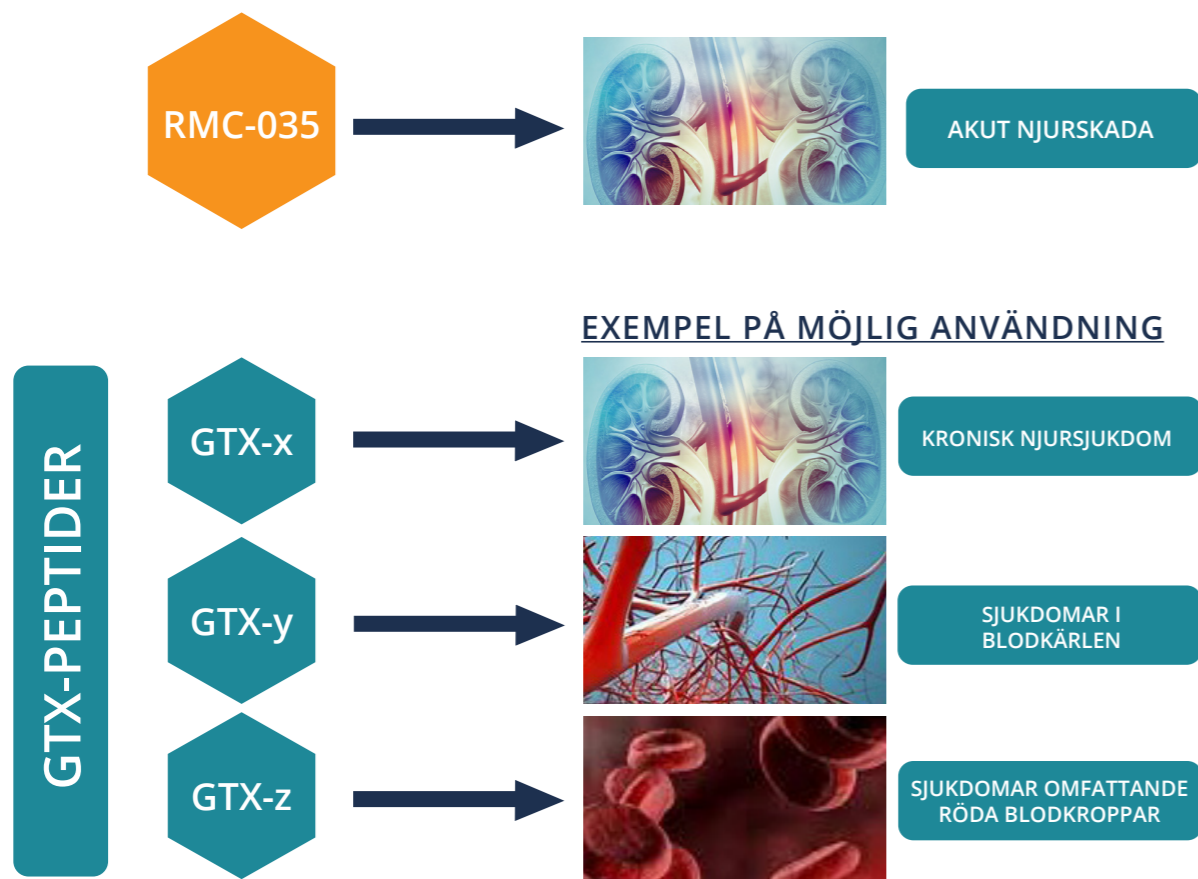 RMC-035
AKUT NJURSKADA
EXEMPEL PÅ MÖJLIG ANVÄNDNING
GTX-PEPTIDER
GTX-x
KRONISK NJURSJUKDOM
GTX-y
SJUKDOMAR I
BLODKÄRLEN
GTX-z
SJUKDOMAR OMFATTANDE
RÖDA BLODKROPPAR